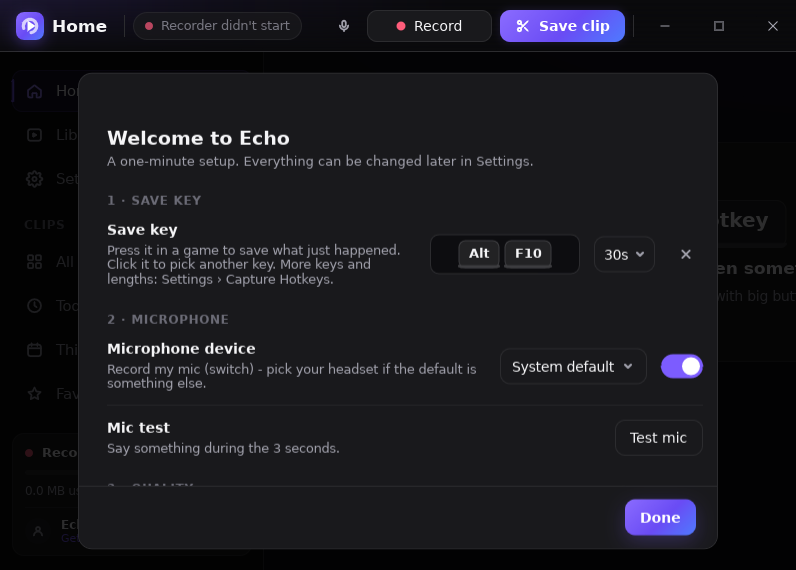 Home
Recorder didn't start
Record
Save clip
Welcome to Echo
A one-minute setup. Everything can be changed later in Settings.
1 · SAVE KEY
Save key
Press it in a game to save what just happened.
Click it to pick another key. More keys and
lengths: Settings › Capture Hotkeys.
Alt
F10
30s
2 · MICROPHONE
Microphone device
Record my mic (switch) - pick your headset if the default is
something else.
System default
Mic test
Say something during the 3 seconds.
Test mic
Done
CLIPS
All
0.0 MB
with big but